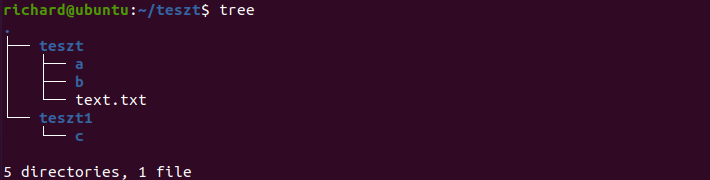 richard@ubuntu:~/teszt$ tree
.
├── teszt
│   ├── a
│   ├── b
│   └── text.txt
└── teszt1
    └── c

5 directories, 1 file